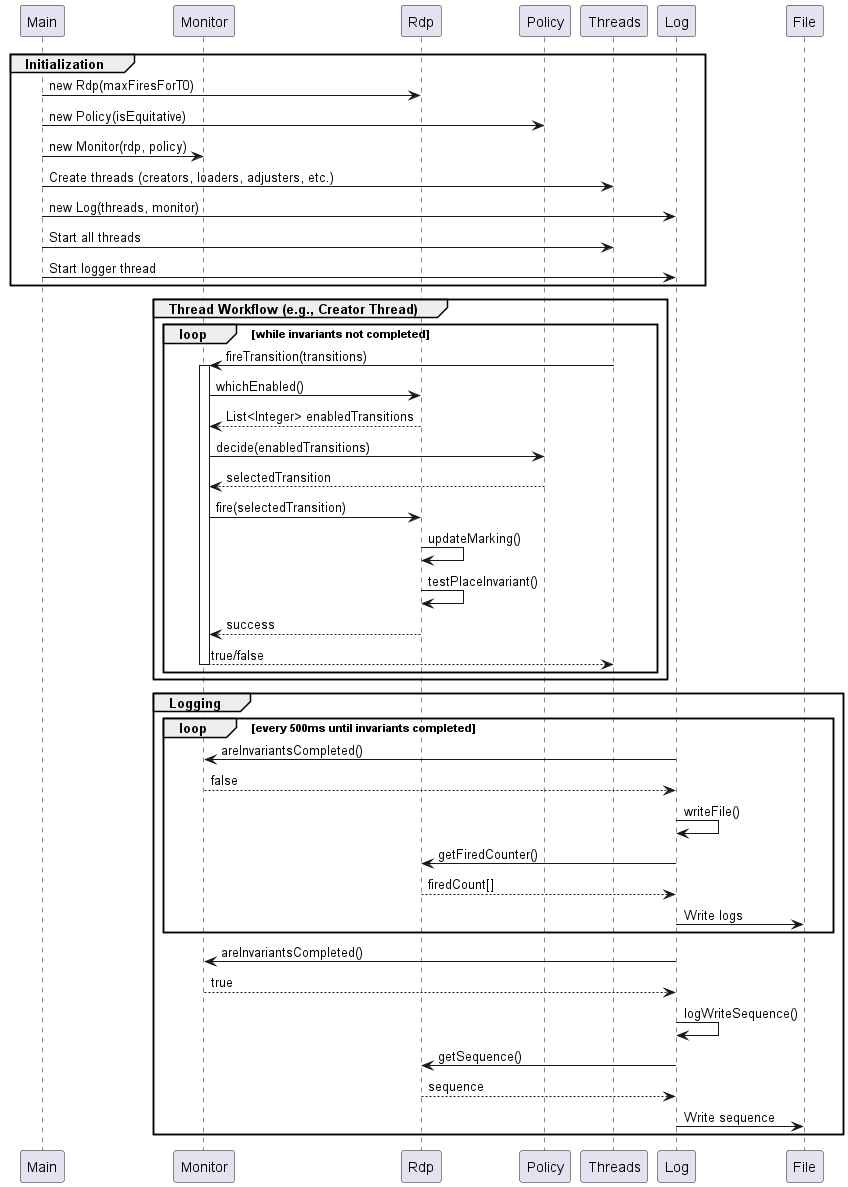 Main Monitor Rdp Policy Threads Log File
Initialization
new Rdp(maxFiresForT0)
new Policy(isEquitative)
new Monitor(rdp, policy)
Create threads (creators, loaders, adjusters, etc.)
new Log(threads, monitor)
Start all threads
Start logger thread
Thread Workflow (e.g., Creator Thread)
loop [while invariants not completed]
fireTransition(transitions)
whichEnabled()
List<Integer> enabledTransitions
decide(enabledTransitions)
selectedTransition
fire(selectedTransition)
updateMarking()
testPlaceInvariant()
success
true/false
Logging
loop [every 500ms until invariants completed]
areInvariantsCompleted()
false
writeFile()
getFiredCounter()
firedCount[]
Write logs
areInvariantsCompleted()
true
logWriteSequence()
getSequence()
sequence
Write sequence
Main Monitor Rdp Policy Threads Log File